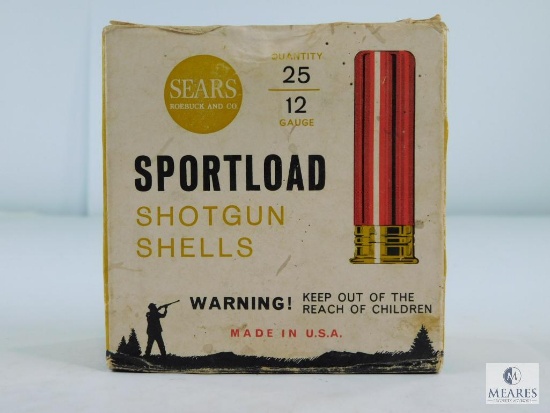 SEARS
ROEBUCK AND CO.
QUANTITY
25
12
GAUGE
SPORTLOAD
SHOTGUN
SHELLS
WARNING! KEEP OUT OF THE
REACH OF CHILDREN
MADE IN U.S.A.
M
MEARES